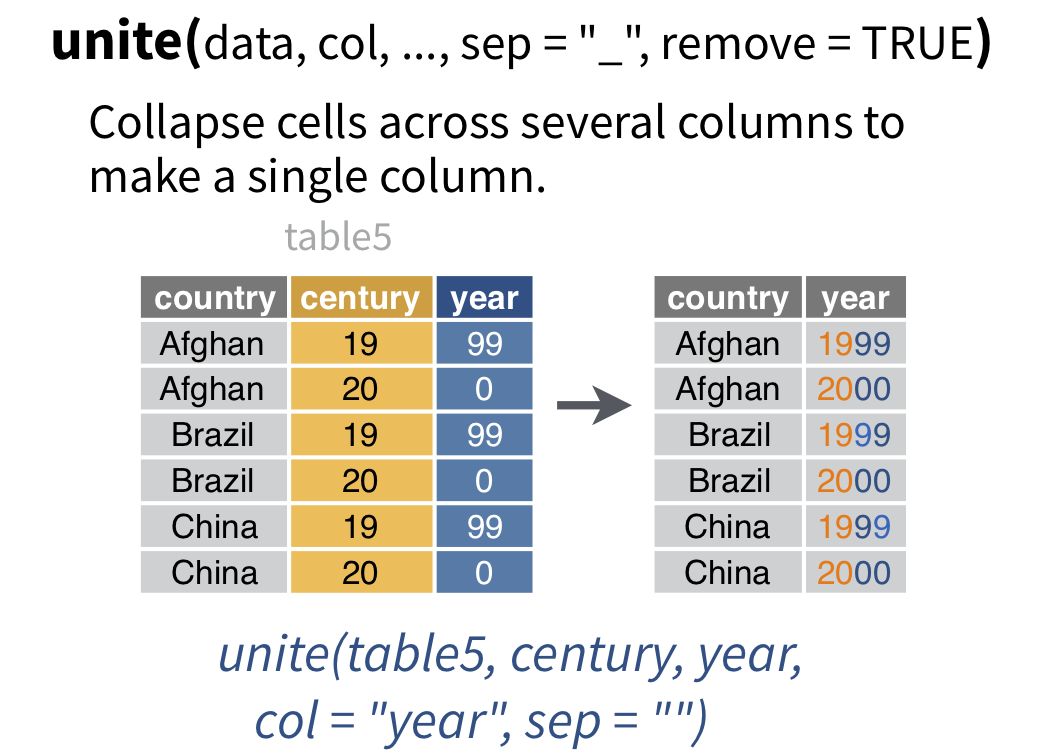 unite(data, col, ..., sep = "_", remove = TRUE)
Collapse cells across several columns to
make a single column.
table5
country century year country year
Afghan 19 99 Afghan 1999
Afghan 20 0 Afghan 2000
Brazil 19 99 Brazil 1999
Brazil 20 0 Brazil 2000
China 19 99 China 1999
China 20 0 China 2000
unite(table5, century, year,
col = "year", sep = "")